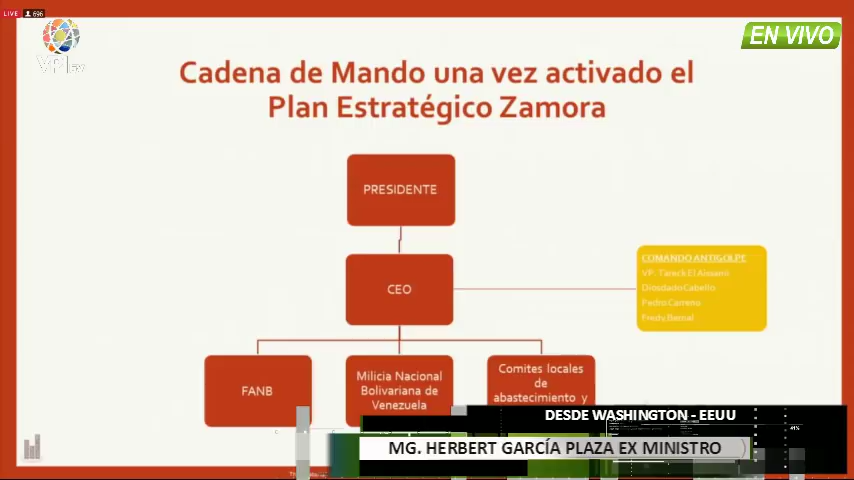 LIVE 696
VPI TV
EN VIVO
Cadena de Mando una vez activado el
Plan Estratégico Zamora
PRESIDENTE
CEO
COMANDO ANTIGOLPE
VP. Tareck El Aissami
Diosdado Cabello
Pedro Carreno
Fredy Bernal
FANB
Milicia Nacional
Bolivariana de
Venezuela
Comites locales
de
abastecimiento y
DESDE WASHINGTON - EEUU
MG. HERBERT GARCÍA PLAZA EX MINISTRO